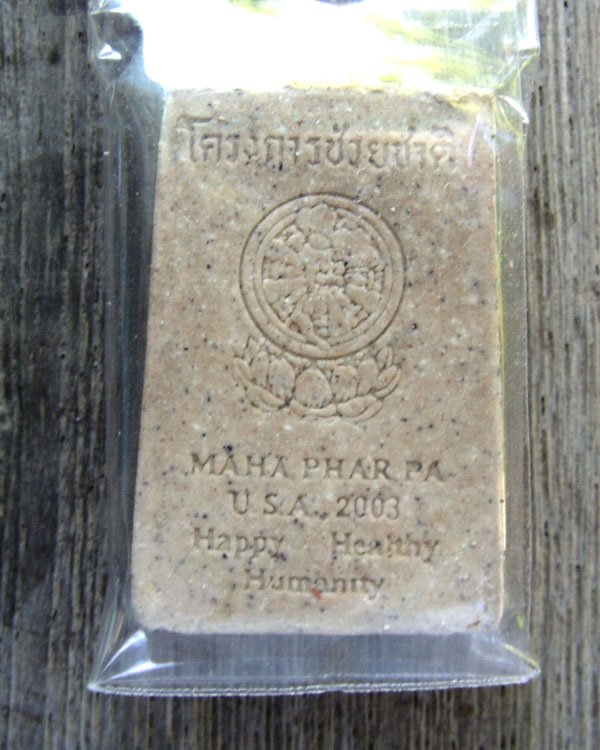 โครงการช่วยชาติ
MAHA PHAR PA
U.S.A. 2003
Happy Healthy
Humanity